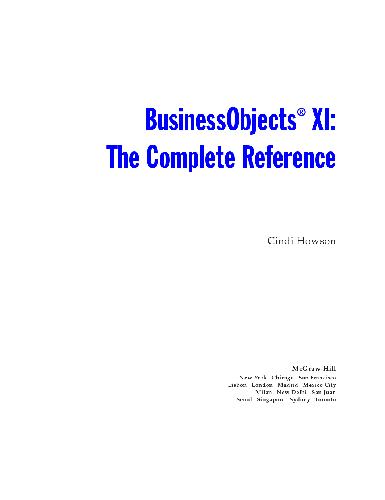 BusinessObjects® XI:
The Complete Reference
Cindi Howson
McGraw Hill
New York Chicago San Francisco
Lisbon London Madrid Mexico City
Milan New Delhi San Juan
Seoul Singapore Sydney Toronto